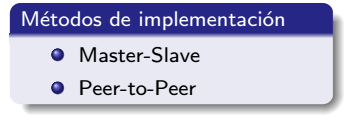 Métodos de implementación
Master-Slave
Peer-to-Peer